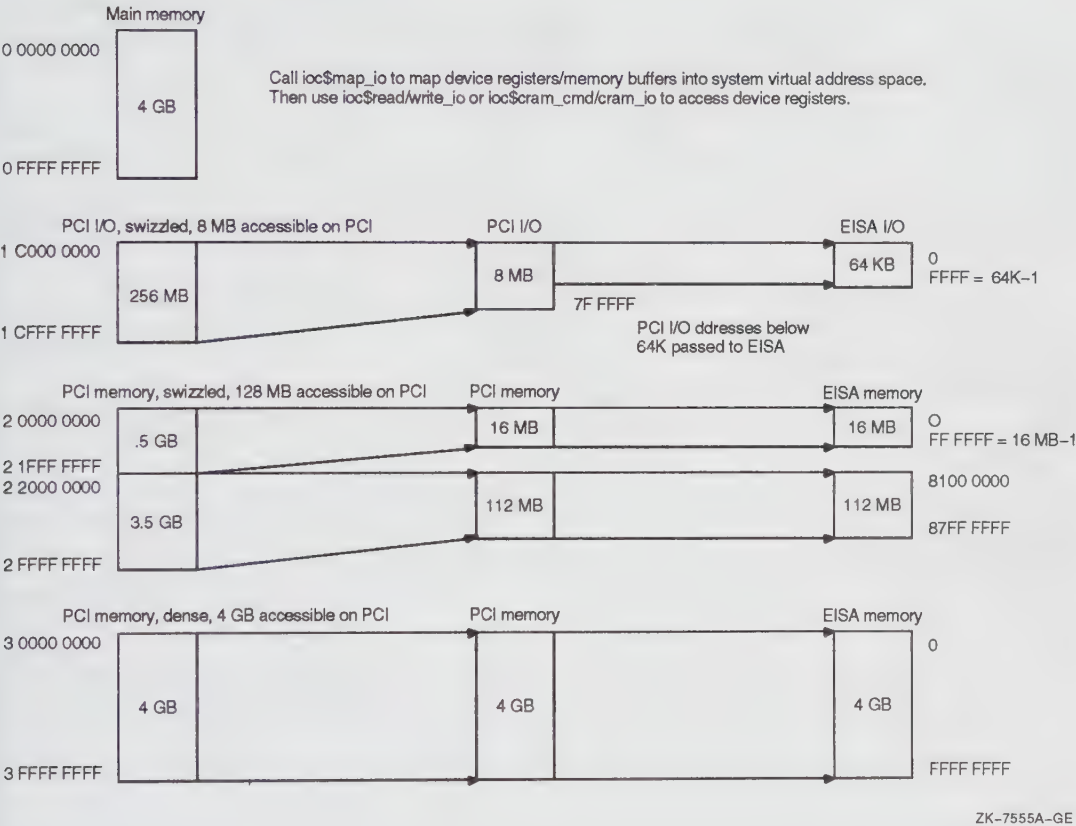 Main memory
0 0000 0000
4 GB
0 FFFF FFFF
Call ioc$map_io to map device registers/memory buffers into system virtual address space.
Then use ioc$read/write_io or ioc$cram_cmd/cram_io to access device registers.
PCI I/O, swizzled, 8 MB accessible on PCI
PCI I/O
EISA I/O
1 C000 0000
256 MB
1 CFFF FFFF
8 MB
7F FFFF
64 KB
0
FFFF = 64K–1
PCI I/O ddresses below
64K passed to EISA
PCI memory, swizzled, 128 MB accessible on PCI
PCI memory
EISA memory
2 0000 0000
.5 GB
2 1FFF FFFF
16 MB
16 MB
O
FF FFFF = 16 MB–1
2 2000 0000
3.5 GB
2 FFFF FFFF
112 MB
112 MB
8100 0000
87FF FFFF
PCI memory, dense, 4 GB accessible on PCI
PCI memory
EISA memory
3 0000 0000
4 GB
3 FFFF FFFF
4 GB
4 GB
0
FFFF FFFF
ZK–7555A–GE